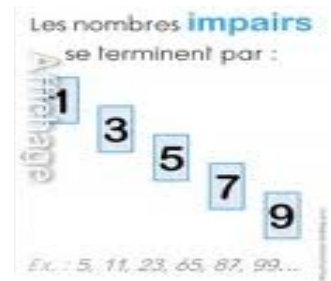 Les nombres impairs
se terminent par :
Affichage
1
3
5
7
9
Ex. : 5, 11, 23, 65, 87, 99...